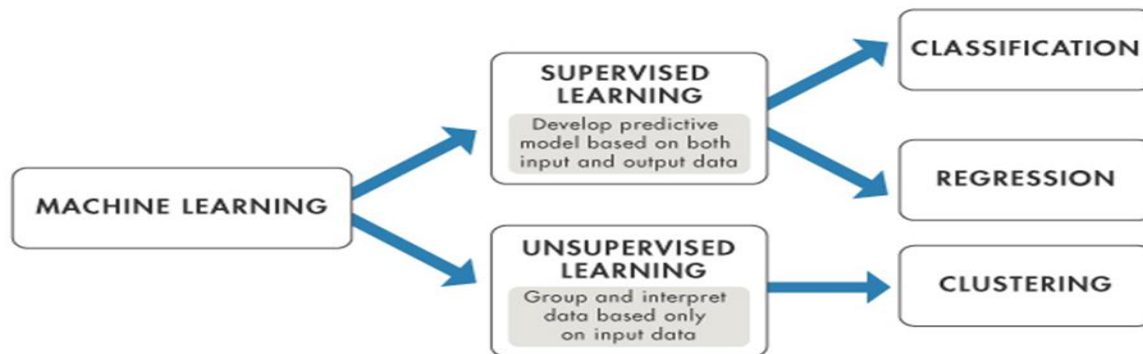 MACHINE LEARNING
SUPERVISED
LEARNING
Develop predictive
model based on both
input and output data
UNSUPERVISED
LEARNING
Group and interpret
data based only
on input data
CLASSIFICATION
REGRESSION
CLUSTERING